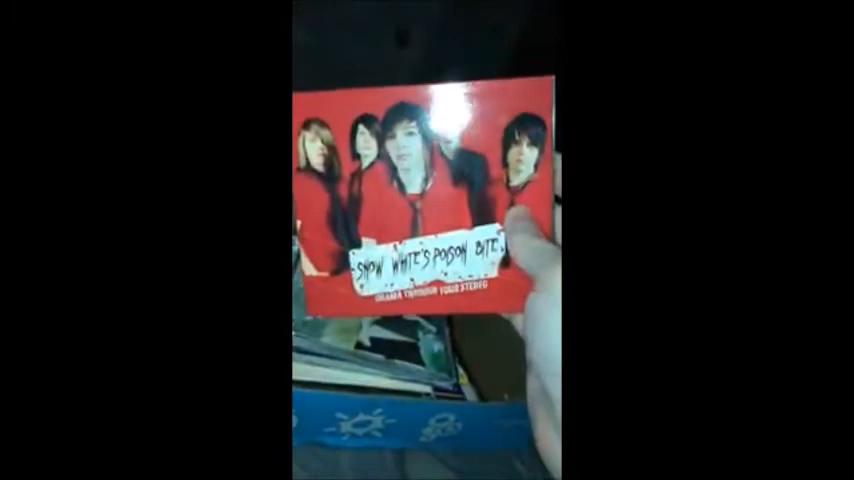 SNOW WHITE'S POISON BITE
DRAMA THROUGH YOUR STEREO